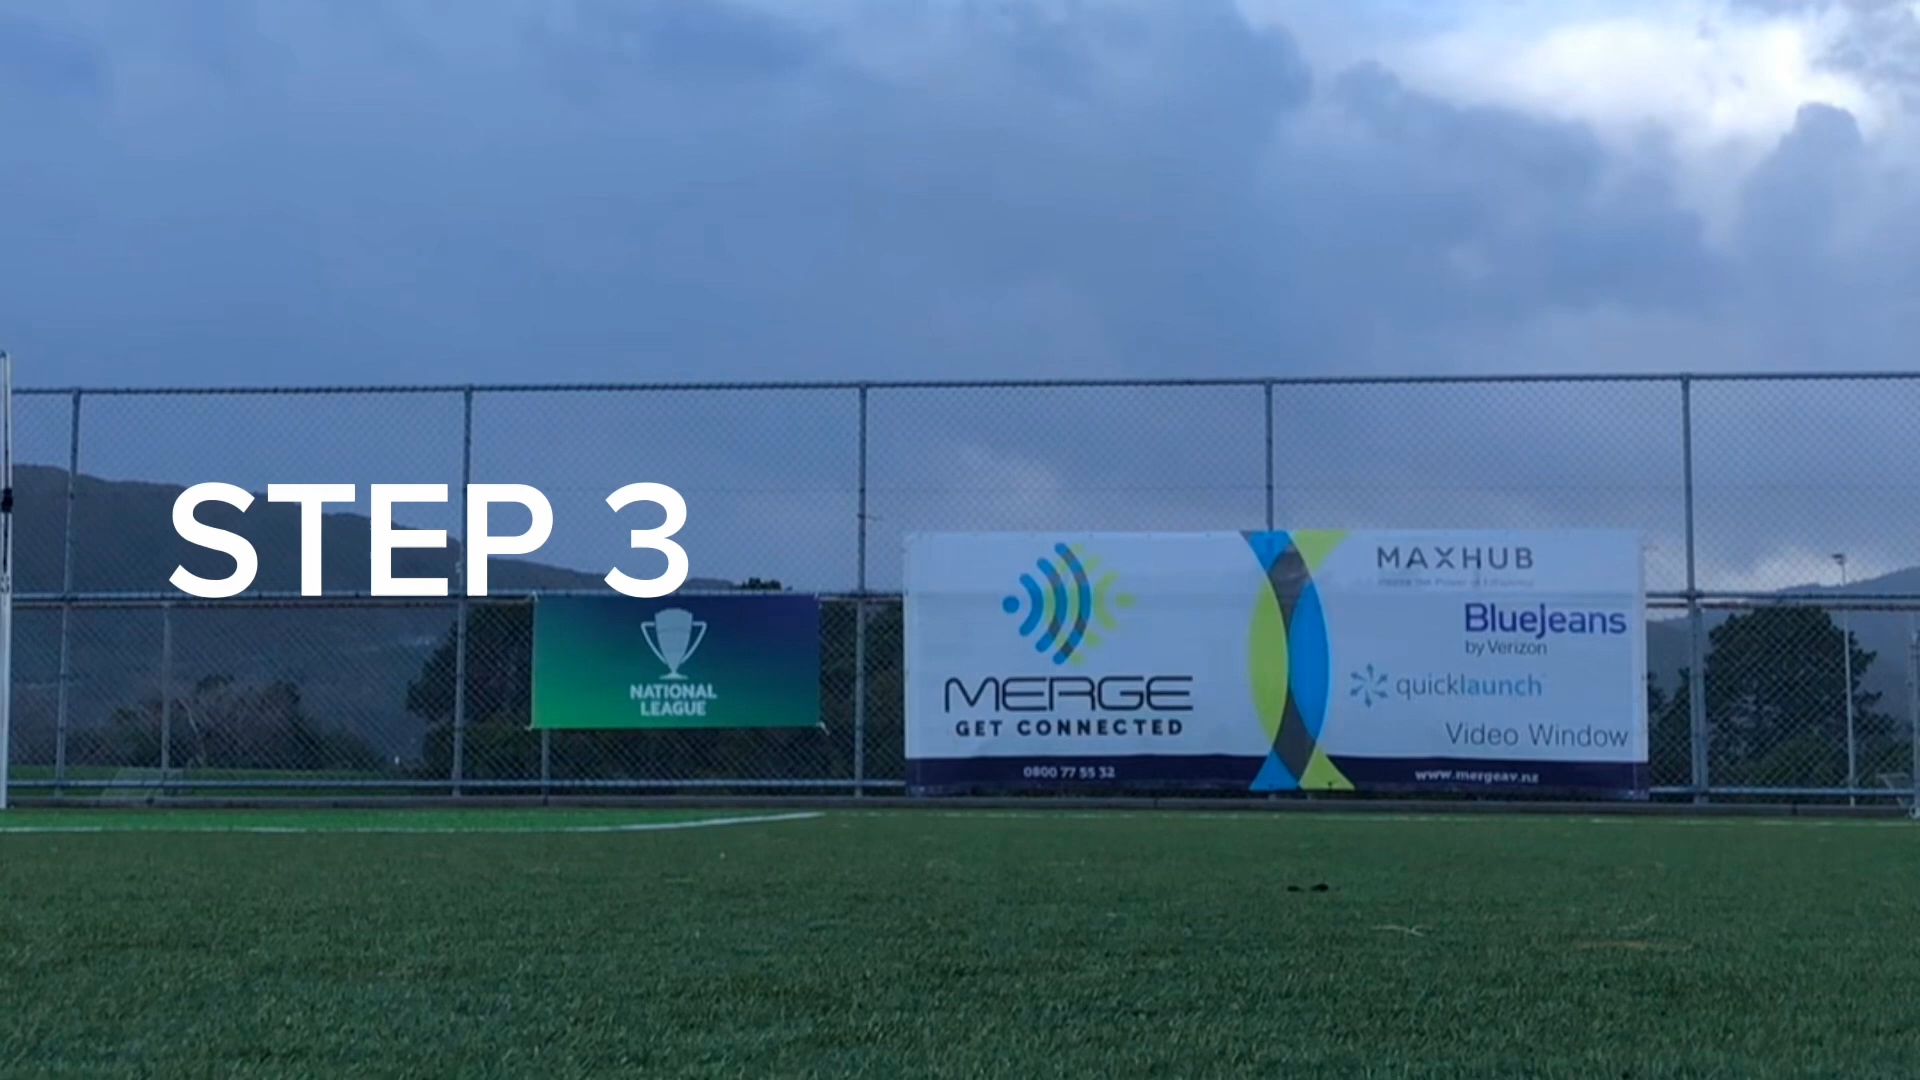 STEP 3
NATIONAL
LEAGUE
MERGE
GET CONNECTED
0800 77 55 32
MAXHUB
BlueJeans
by Verizon
quicklaunch
Video Window
www.mergeav.nz